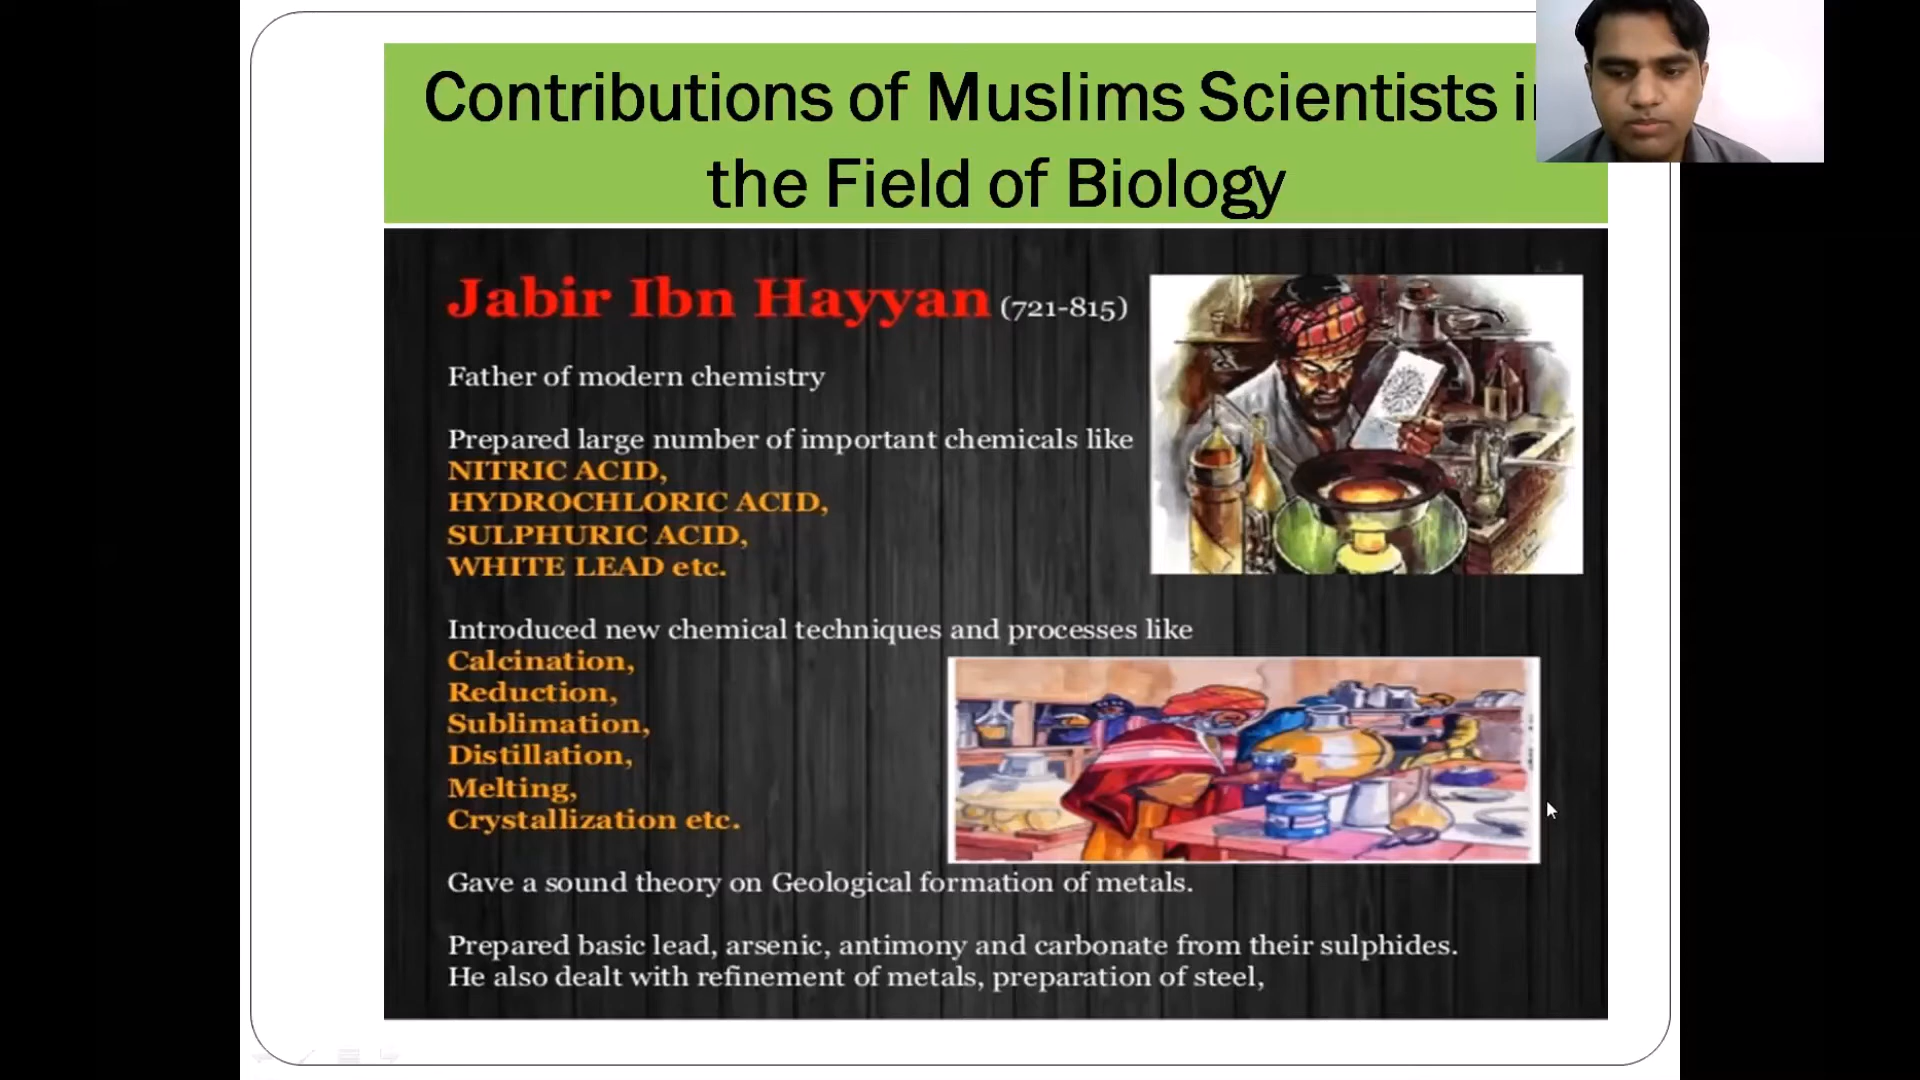 Contributions of Muslims Scientists i
the Field of Biology
Jabir Ibn Hayyan (721-815)
Father of modern chemistry
Prepared large number of important chemicals like
NITRIC ACID,
HYDROCHLORIC ACID,
SULPHURIC ACID,
WHITE LEAD etc.
Introduced new chemical techniques and processes like
Calcination,
Reduction,
Sublimation,
Distillation,
Melting,
Crystallization etc.
Gave a sound theory on Geological formation of metals.
Prepared basic lead, arsenic, antimony and carbonate from their sulphides.
He also dealt with refinement of metals, preparation of steel,